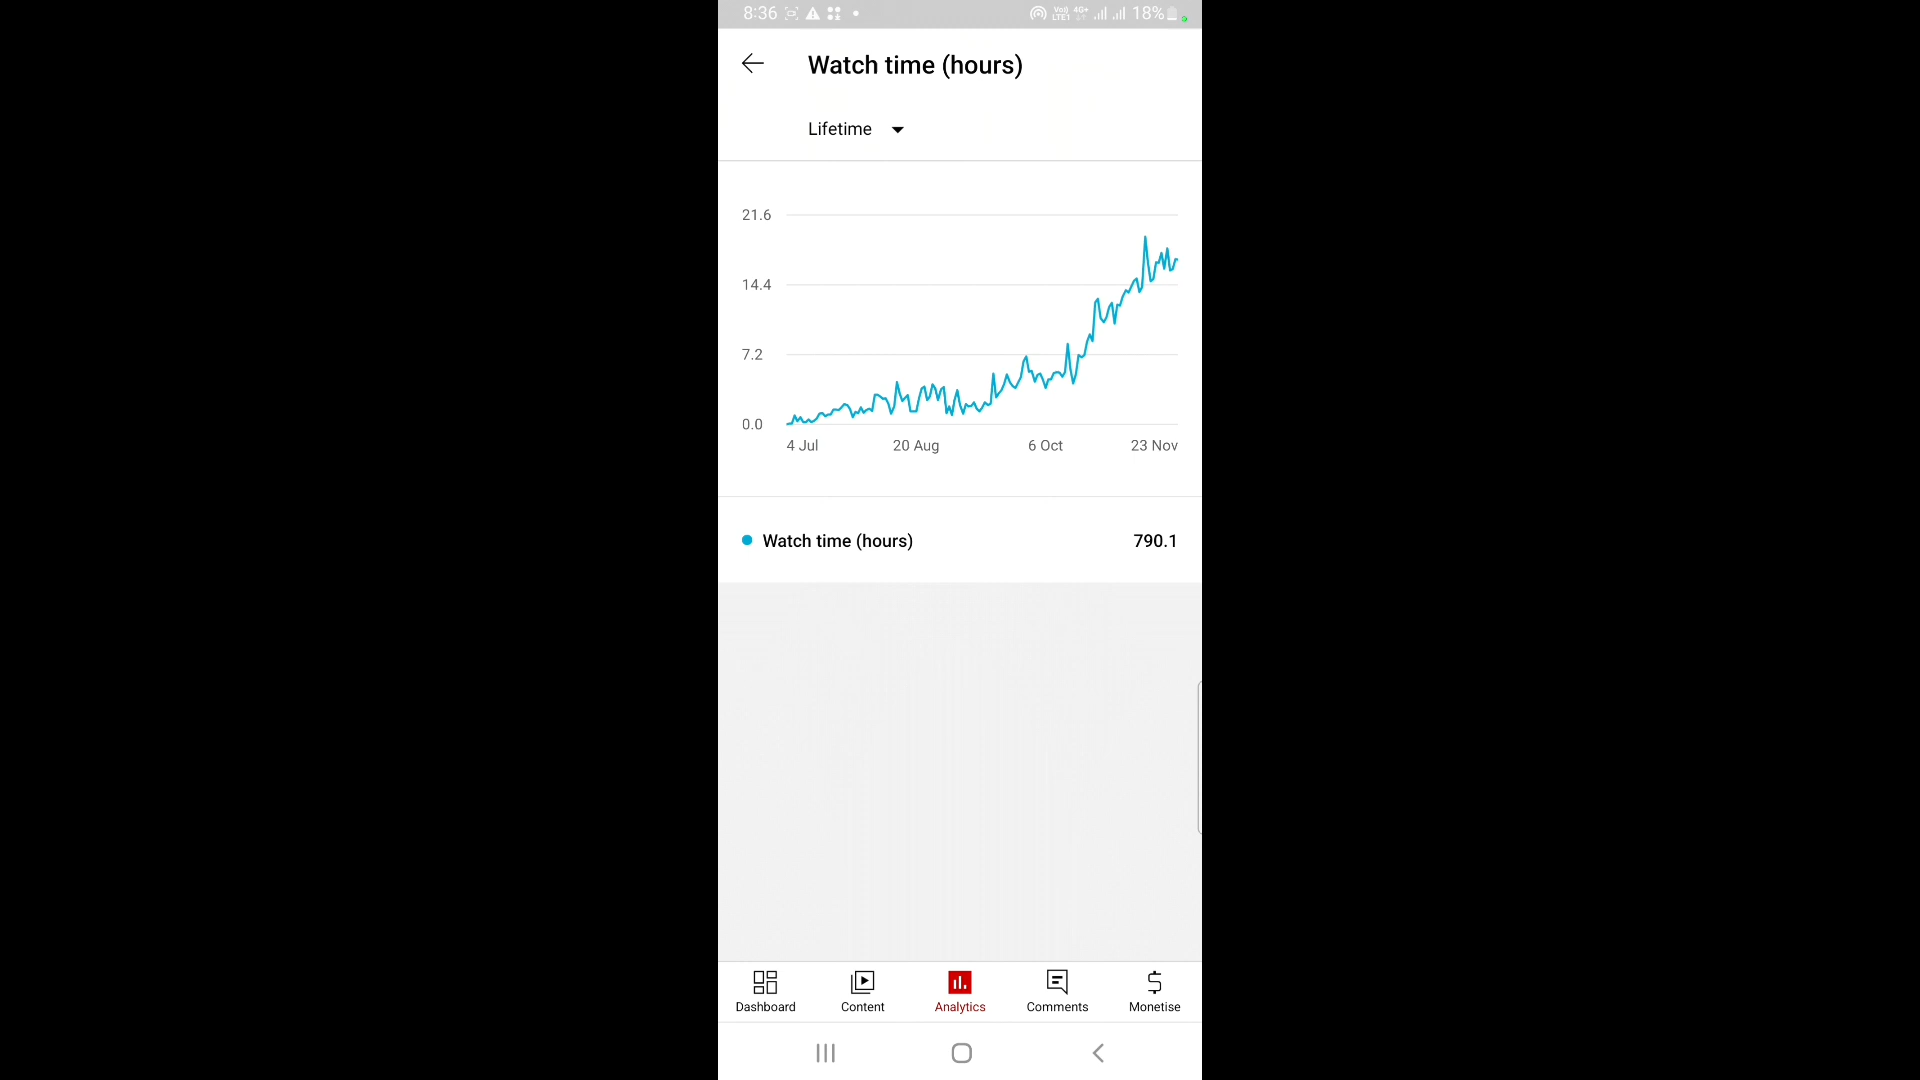 8:36 18%
Watch time (hours)
Lifetime
21.6
14.4
7.2
0.0
4 Jul 20 Aug 6 Oct 23 Nov
Watch time (hours) 790.1
Dashboard Content Analytics Comments Monetise